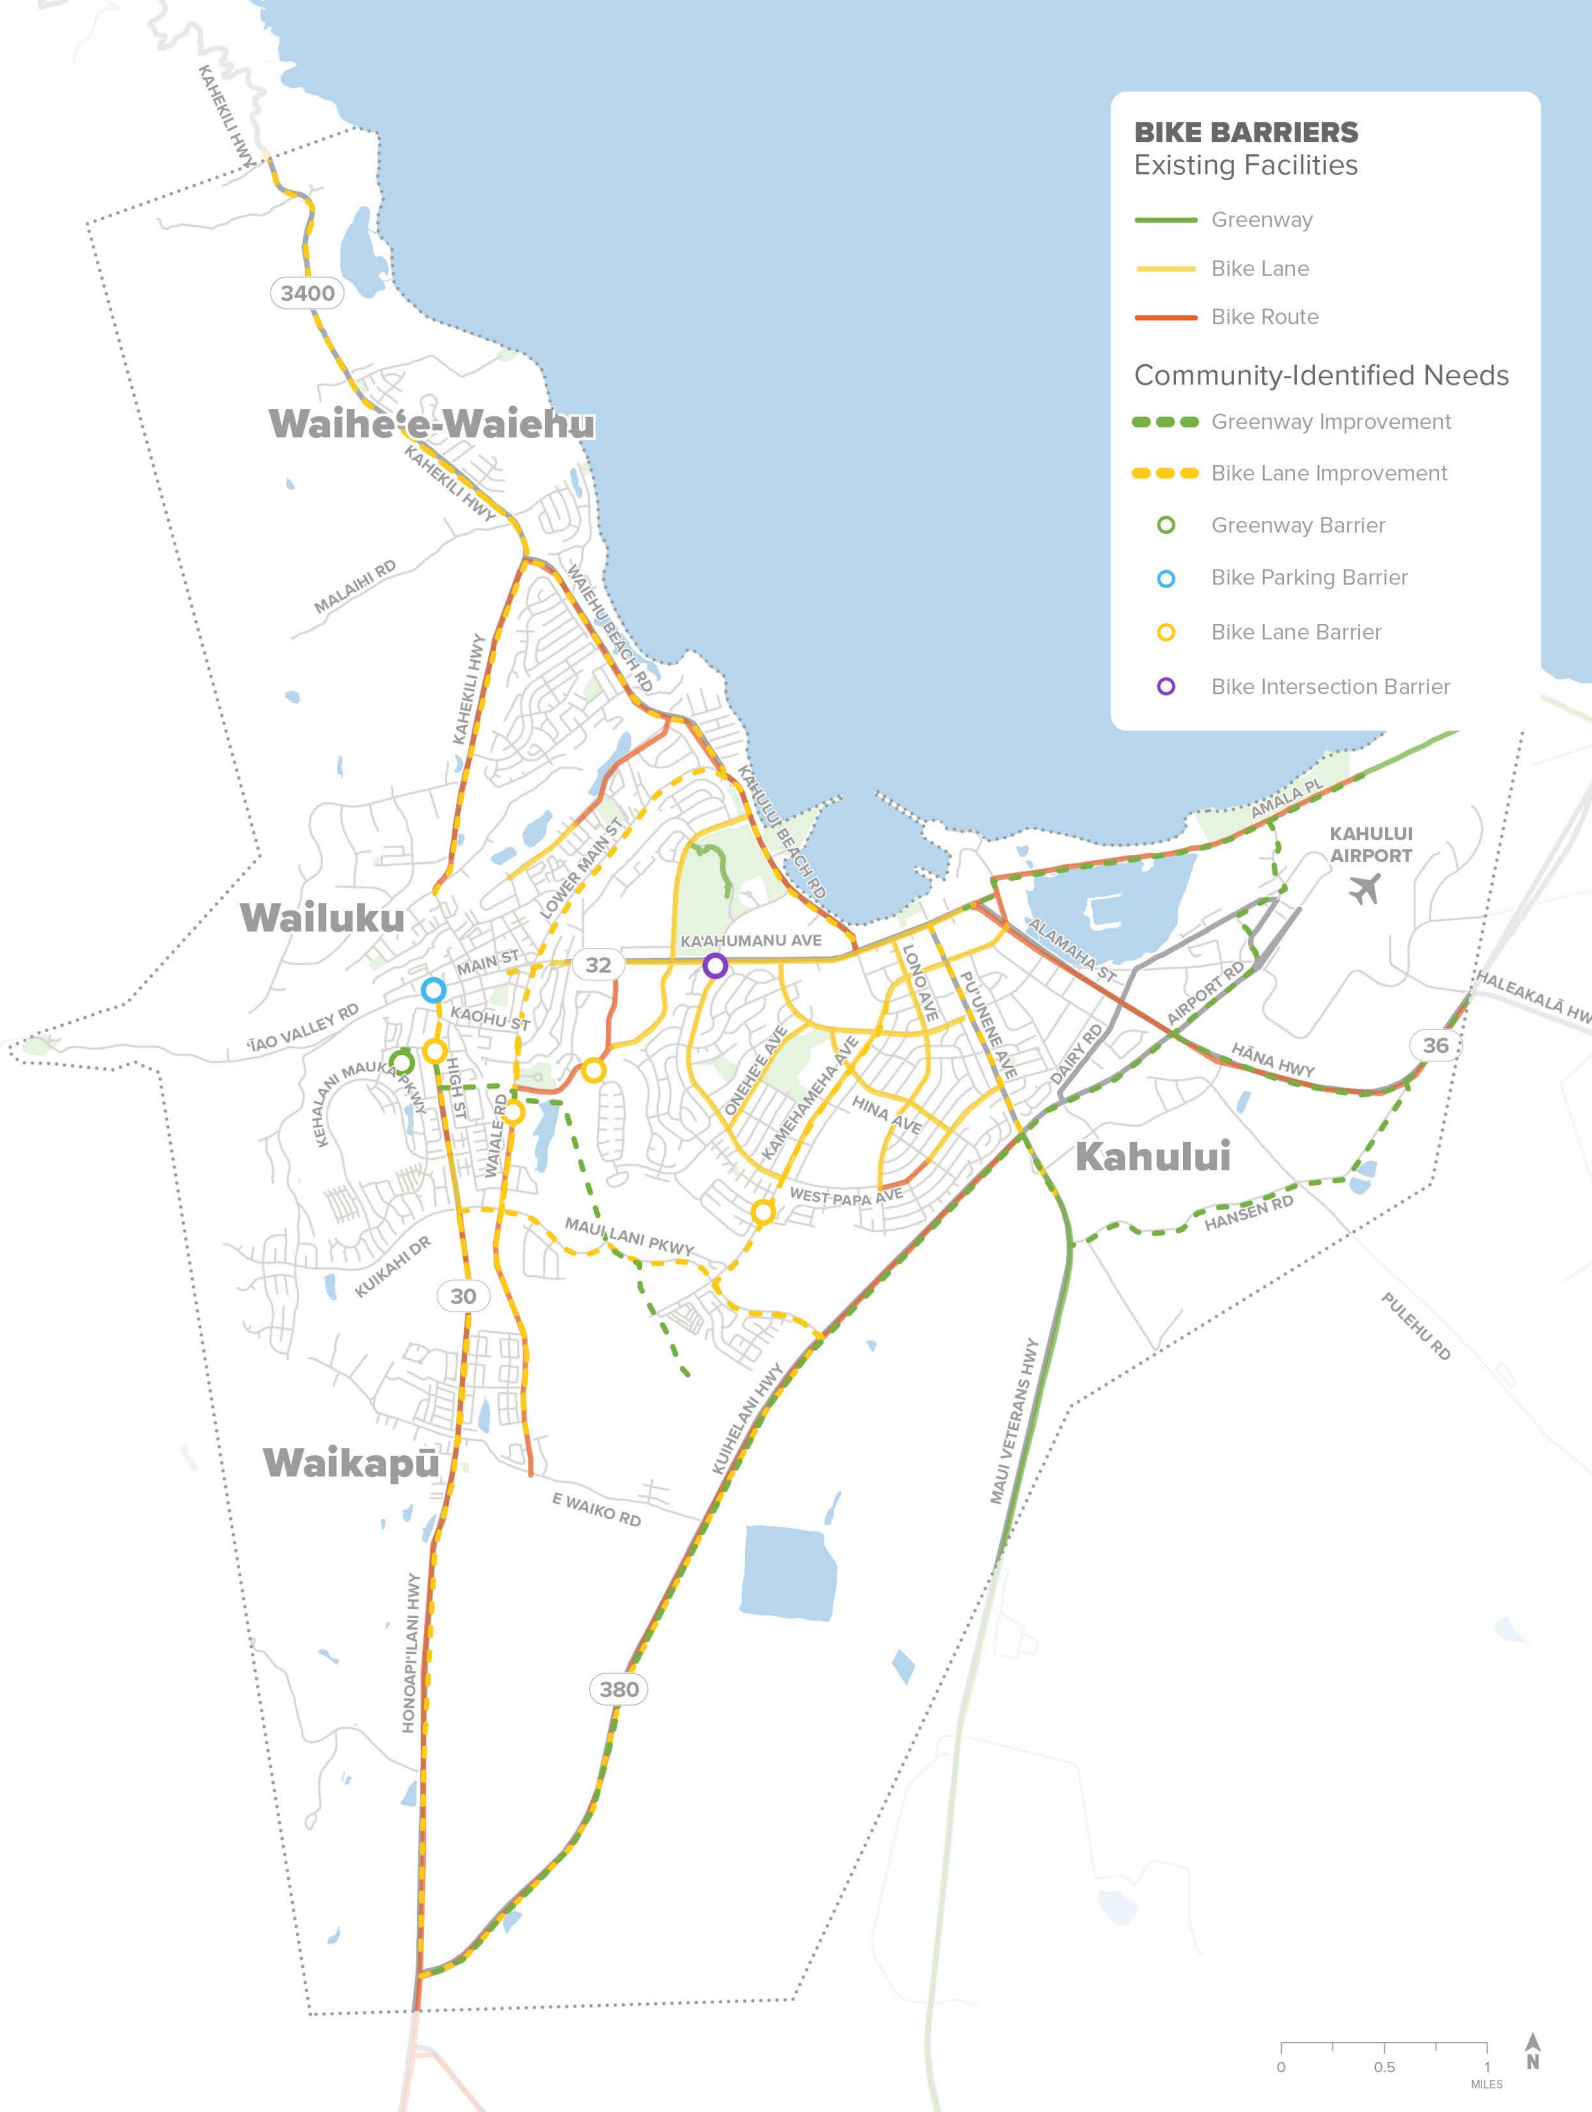 KAHEKILI HWY
BIKE BARRIERS
Existing Facilities
Greenway
Bike Lane
Bike Route
Community-Identified Needs
Greenway Improvement
Bike Lane Improvement
Greenway Barrier
Bike Parking Barrier
Bike Lane Barrier
Bike Intersection Barrier
3400
Waiheʻe-Waiehu
KAHEKILI HWY
MALAIHI RD
WAIEHU BEACH RD
KAHEKILI HWY
KAHULUI BEACH RD
AMALA PL
KAHULUI
AIRPORT
LOWER MAIN ST
Wailuku
KAʻAHUMANU AVE
ALAMAHA ST
MAIN ST
32
LONO AVE
PUʻUNENE AVE
AIRPORT RD
HALEAKALĀ HW
ʻĪAO VALLEY RD
KAOHU ST
DAIRY RD
HĀNA HWY
36
KEHALANI MAUKA PKWY
HIGH ST
ONEHEʻE AVE
KAMEHAMEHA AVE
HINA AVE
WAIALE RD
Kahului
WEST PAPA AVE
HANSEN RD
MAUI LANI PKWY
KUIKAHI DR
30
PULEHU RD
KUIHELANI HWY
MAUI VETERANS HWY
Waikapū
E WAIKO RD
HONOAPIʻILANI HWY
380
0 0.5 1
MILES
N